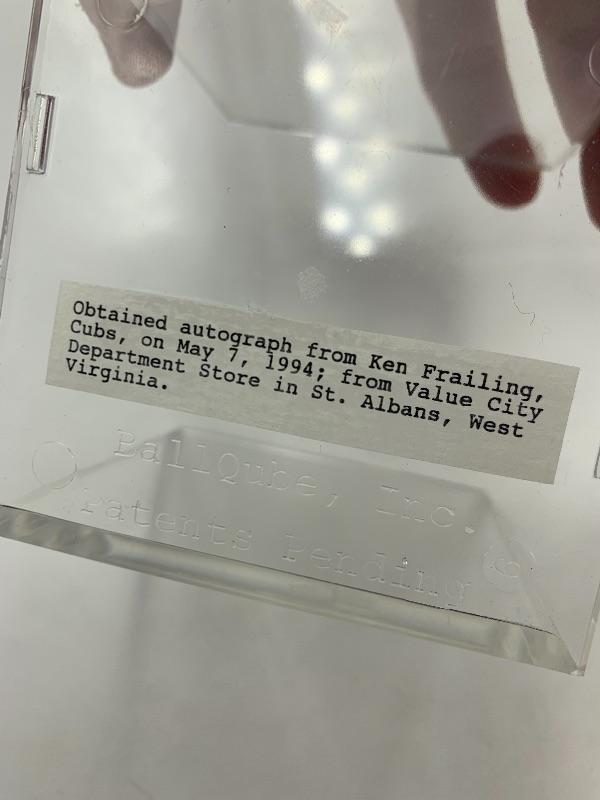 Obtained autograph from Ken Frailing,
Cubs, on May 7, 1994; from Value City
Department Store in St. Albans, West
Virginia.
BallQube, Inc.
Patents Pending